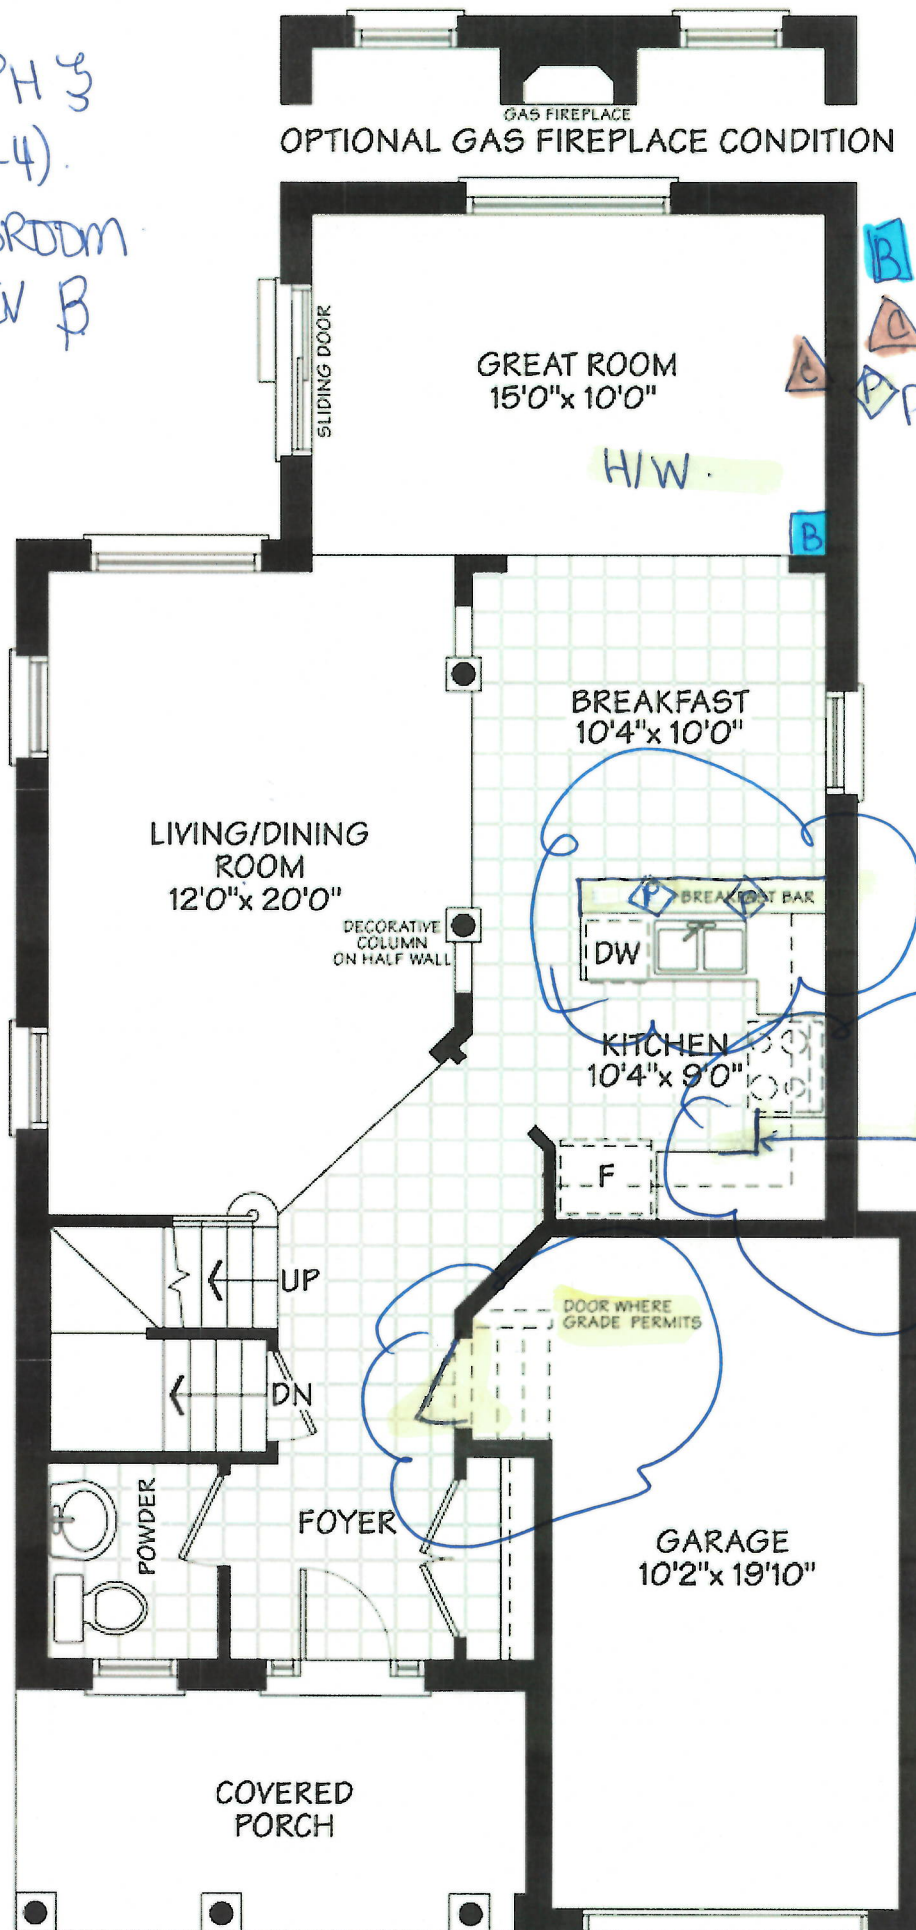 GAS FIREPLACE
OPTIONAL GAS FIREPLACE CONDITION
B
C
P
SLIDING DOOR
GREAT ROOM
15'0" x 10'0"
C
H/W.
B
BREAKFAST
10'4" x 10'0"
LIVING/DINING
ROOM
12'0" x 20'0"
P BREAKFAST BAR P
DECORATIVE
COLUMN
ON HALF WALL
DW
KITCHEN
10'4" x 9'0"
F
UP
DOOR WHERE
GRADE PERMITS
DN
POWDER
FOYER
GARAGE
10'2" x 19'10"
COVERED
PORCH